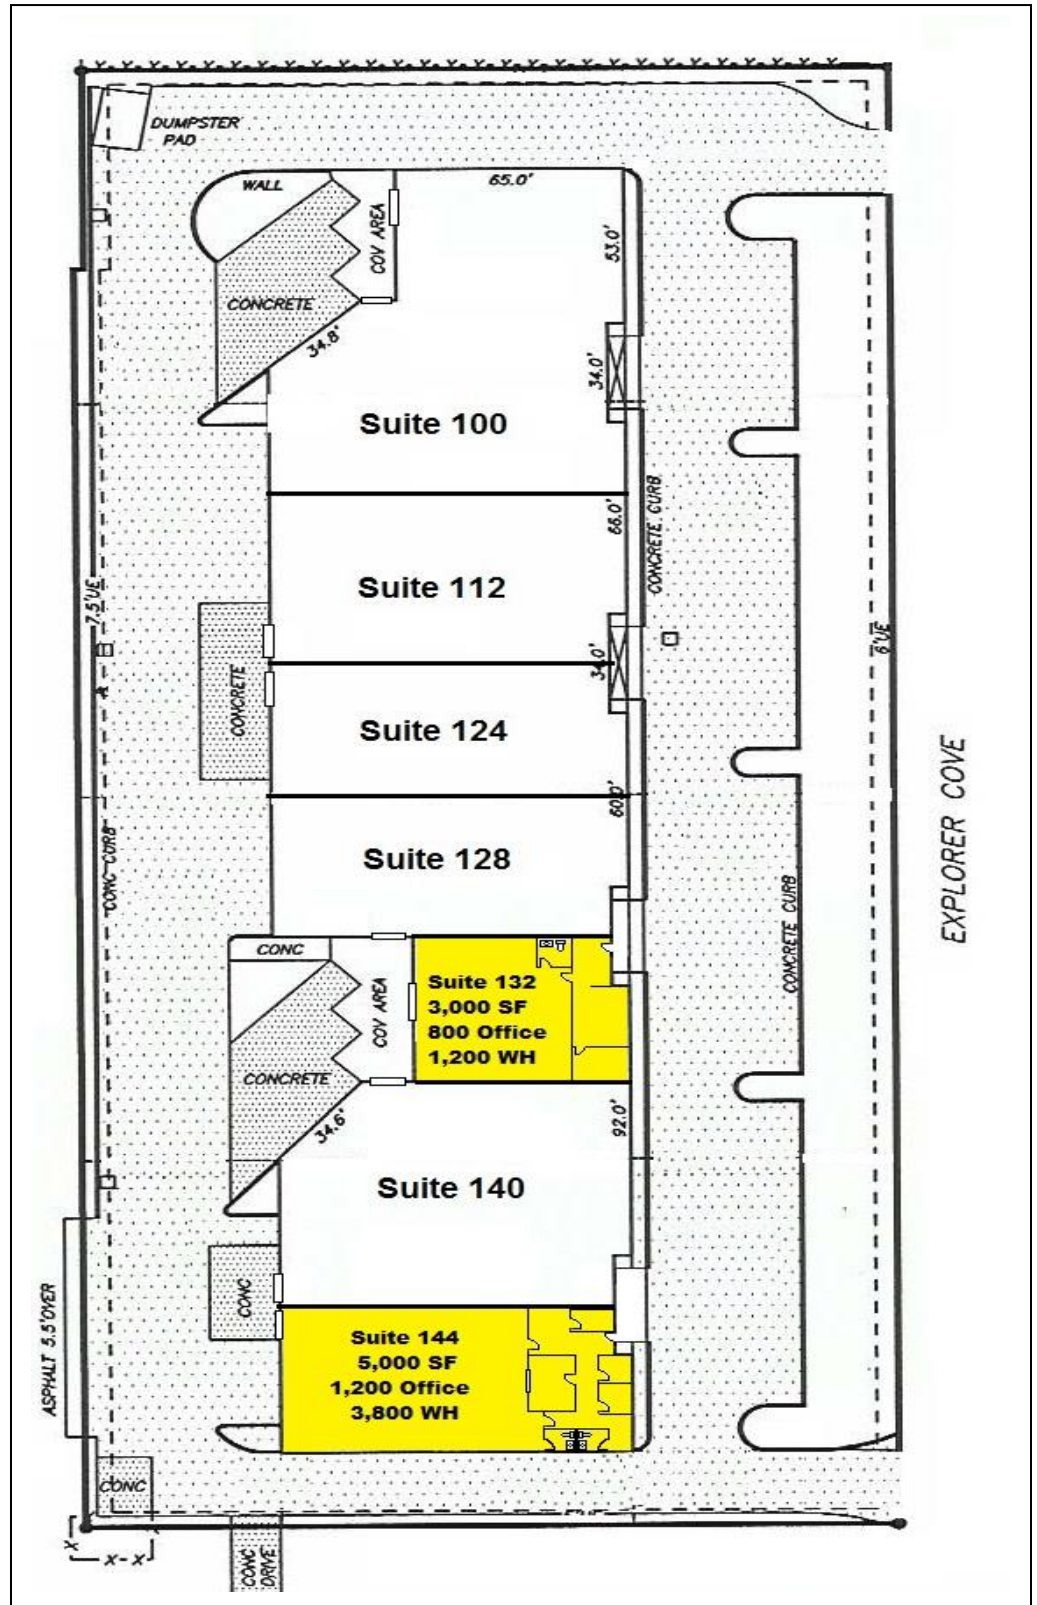 DUMPSTER
PAD
WALL
65.0'
COV AREA
53.0'
CONCRETE
34.8'
34.0'
Suite 100
66.0'
CONCRETE CURB
Suite 112
7.5'UE
34.0'
6'UE
CONCRETE
Suite 124
60.0'
EXPLORER COVE
CONC CURB
Suite 128
CONCRETE CURB
CONC
COV AREA
Suite 132
3,000 SF
800 Office
1,200 WH
CONCRETE
34.6'
92.0'
Suite 140
CONC
ASPHALT 5.5'OVER
Suite 144
5,000 SF
1,200 Office
3,800 WH
CONC
X
X - X
CONC
DRIVE